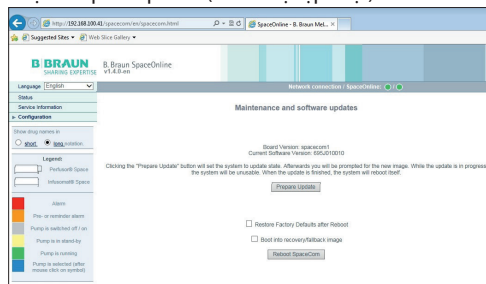 http://192.168.100.41/spacecom/en/spacecom.html
SpaceOnline - B. Braun Mel...
Suggested Sites
Web Slice Gallery
B|BRAUN
SHARING EXPERTISE
B. Braun SpaceOnline
v1.4.0-en
Language English
Network connection / SpaceOnline:
Status
Service Information
Configuration
Show drug names in
short, long notation.
Legend:
Perfusor® Space
Infusomat® Space
Alarm
Pre- or reminder alarm
Pump is switched off / on
Pump is in stand-by
Pump is running
Pump is selected (after
mouse click on symbol)
Maintenance and software updates
Board Version: spacecom1
Current Software Version: 695U010010
Clicking the "Prepare Update" button will set the system to update state. Afterwards you will be prompted for the new image. While the update is in progress
the system will be unusable. When the update is finished, the system will reboot itself.
Prepare Update
Restore Factory Defaults after Reboot
Boot into recovery/fallback image
Reboot SpaceCom